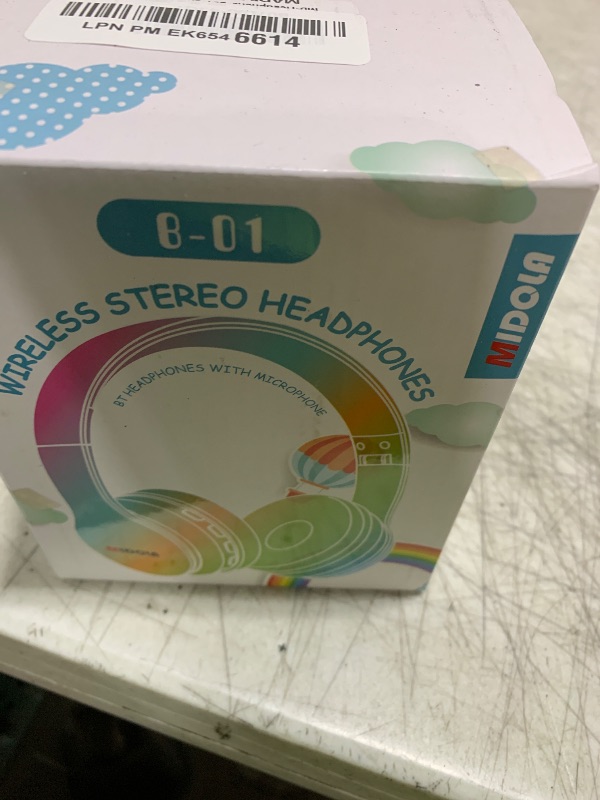 LPN PM EK654 6614
B-01
MIDOLA
WIRELESS STEREO HEADPHONES
BT HEADPHONES WITH MICROPHONE